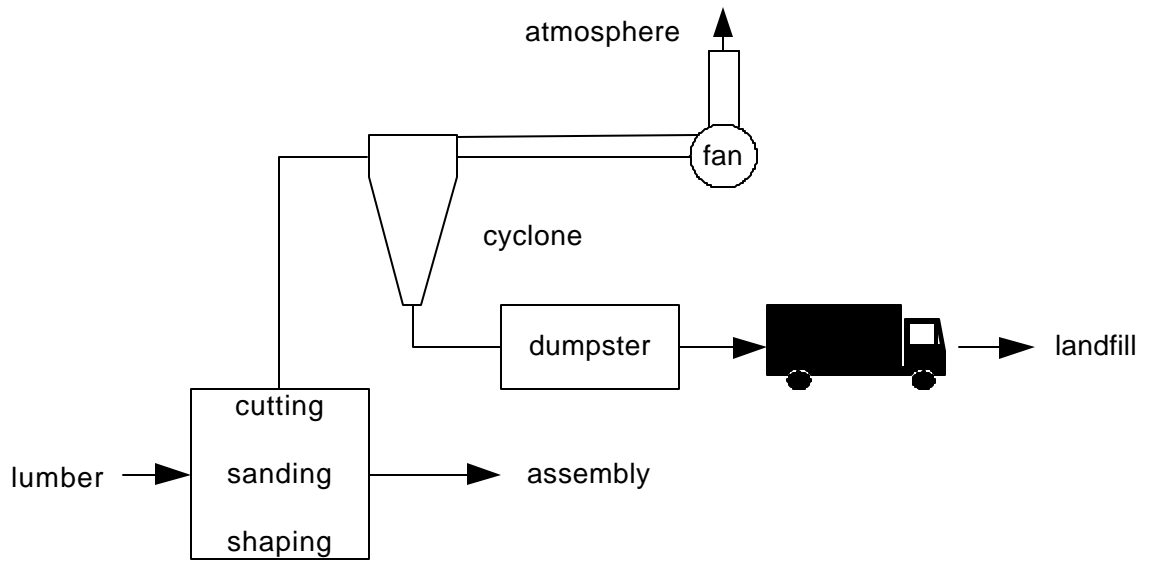 atmosphere
fan
cyclone
dumpster
landfill
cutting
lumber
sanding
assembly
shaping